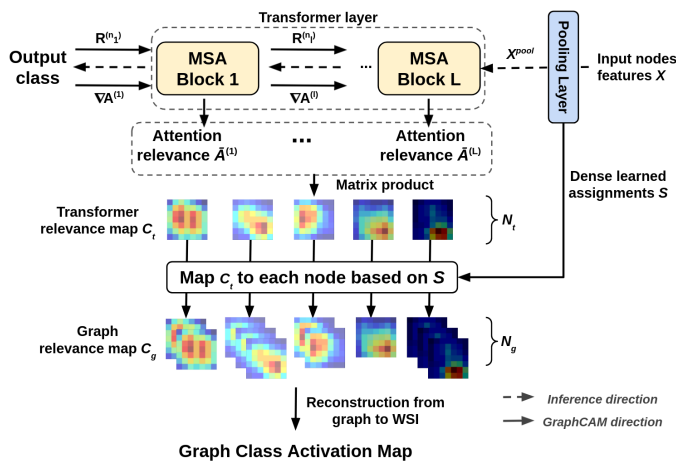 Transformer layer
Output
class
R⁽ⁿ¹⁾
∇A⁽¹⁾
MSA
Block 1
R⁽ⁿˡ⁾
∇A⁽ˡ⁾
...
MSA
Block L
X^pool
Pooling Layer
Input nodes
features X
Attention
relevance Ā⁽¹⁾
...
Attention
relevance Ā⁽ᴸ⁾
Dense learned
assignments S
Matrix product
Transformer
relevance map C_t
N_t
Map C_t to each node based on S
Graph
relevance map C_g
N_g
Reconstruction from
graph to WSI
Inference direction
GraphCAM direction
Graph Class Activation Map